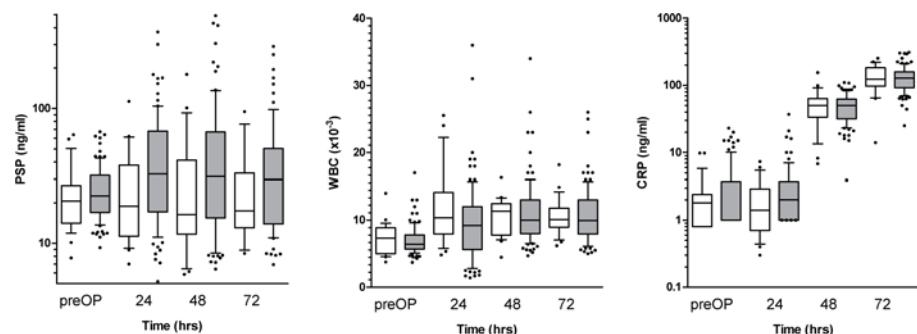 PSP (ng/ml)
100
10
preOP 24 48 72
Time (hrs)
WBC (x10-3)
40
30
20
10
0
preOP 24 48 72
Time (hrs)
CRP (ng/ml)
1000
100
10
1
0.1
preOP 24 48 72
Time (hrs)